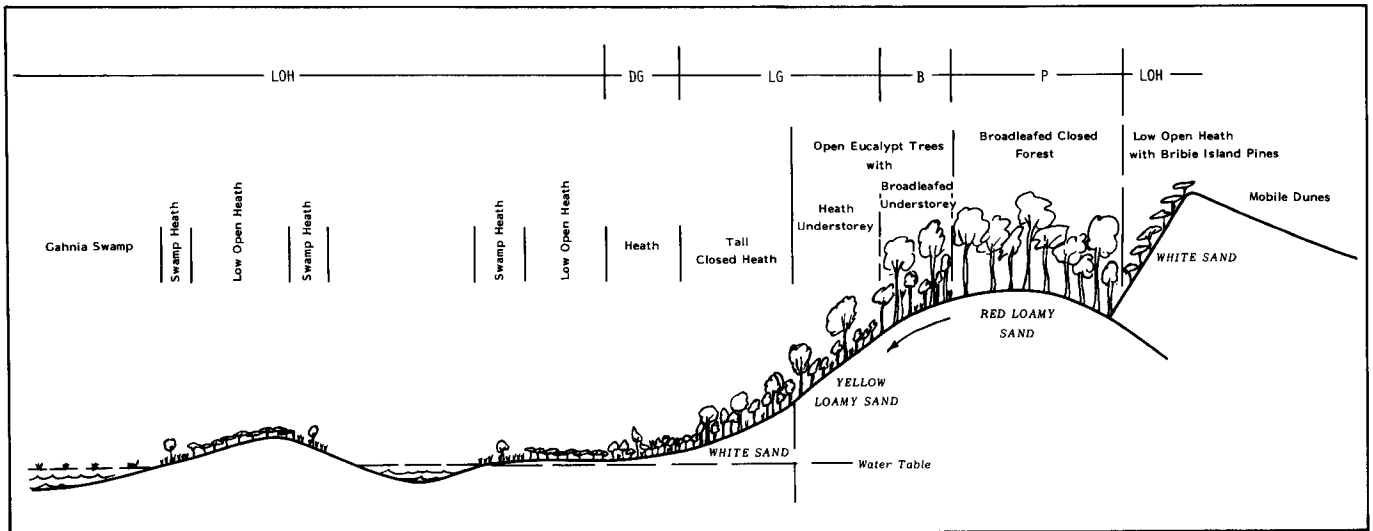 LOH DG LG B P LOH
Open Eucalypt Trees
with
Broadleafed Closed
Forest
Low Open Heath
with Bribie Island Pines
Gahnia Swamp
Swamp Heath
Low Open Heath
Swamp Heath
Swamp Heath
Low Open Heath
Heath
Tall
Closed Heath
Heath
Understorey
Broadleafed
Understorey
Mobile Dunes
WHITE SAND
RED LOAMY
SAND
YELLOW
LOAMY SAND
WHITE SAND
Water Table